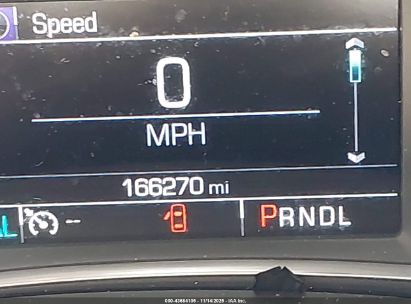 Speed
0
MPH
166270 mi
-- PRNDL